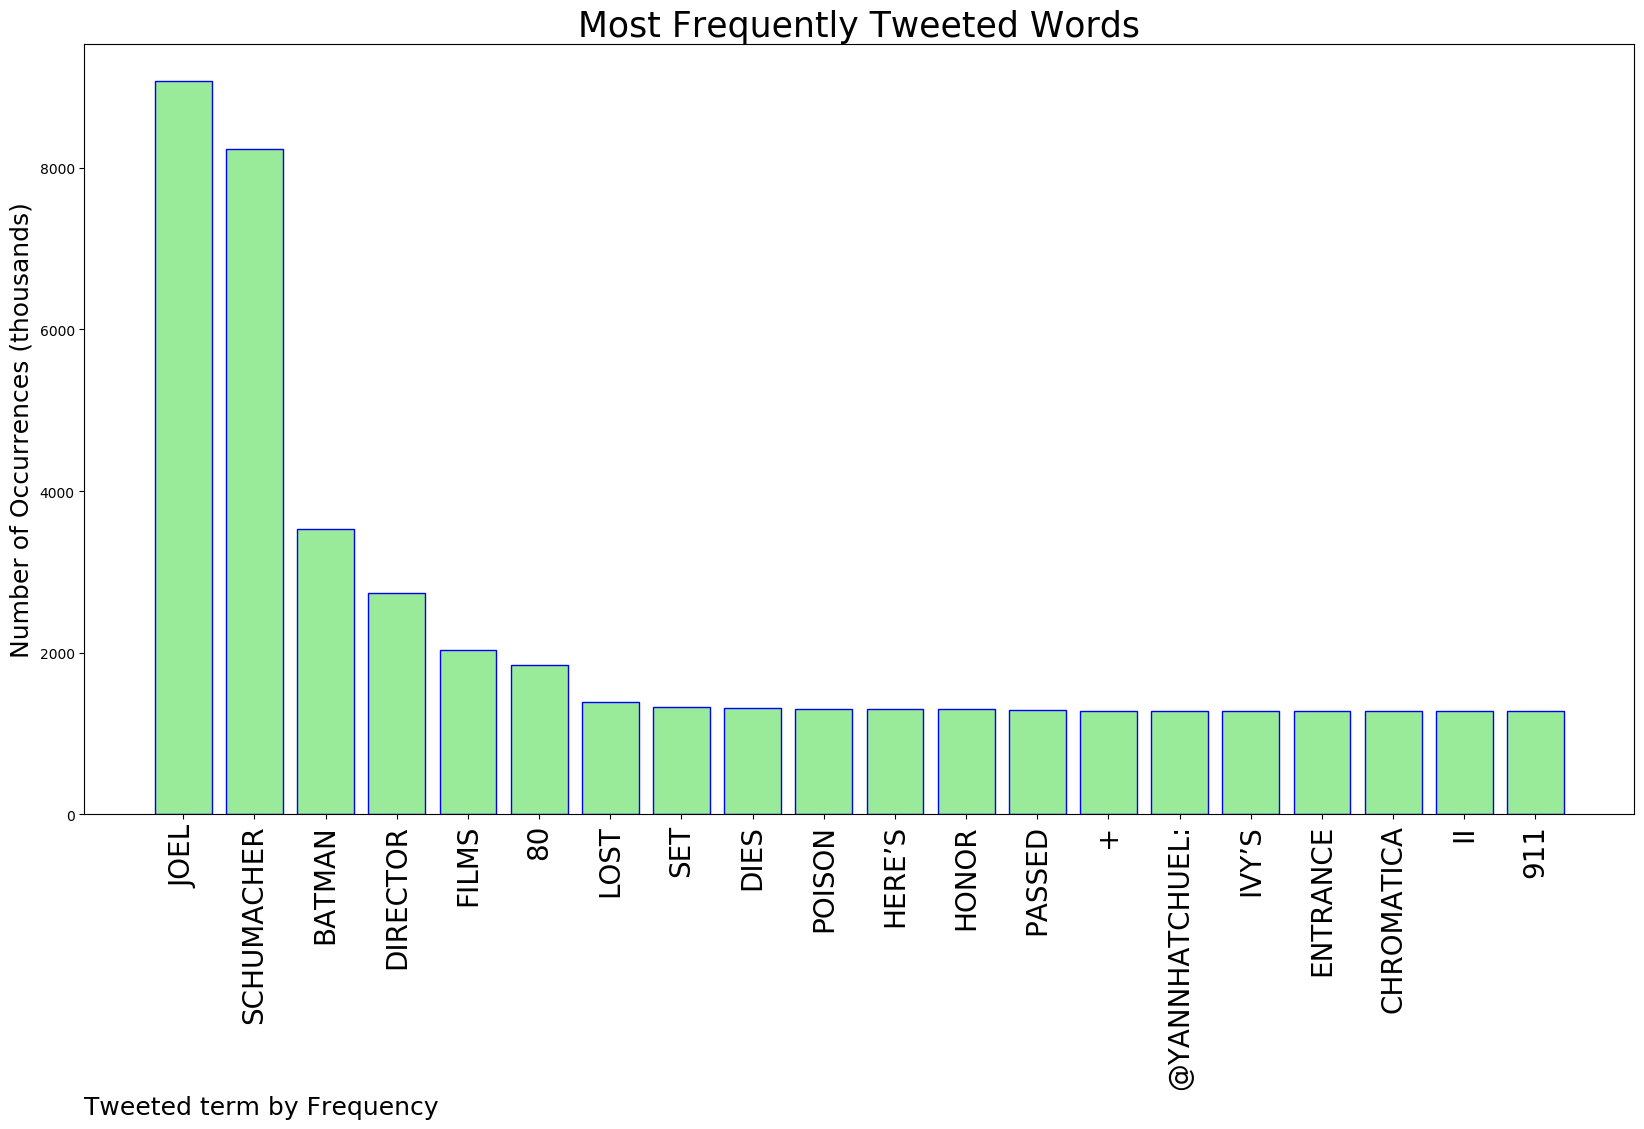 Most Frequently Tweeted Words
Number of Occurrences (thousands)
8000
6000
4000
2000
0
JOEL
SCHUMACHER
BATMAN
DIRECTOR
FILMS
80
LOST
SET
DIES
POISON
HERE’S
HONOR
PASSED
+
@YANNHATCHUEL:
IVY’S
ENTRANCE
CHROMATICA
II
911
Tweeted term by Frequency